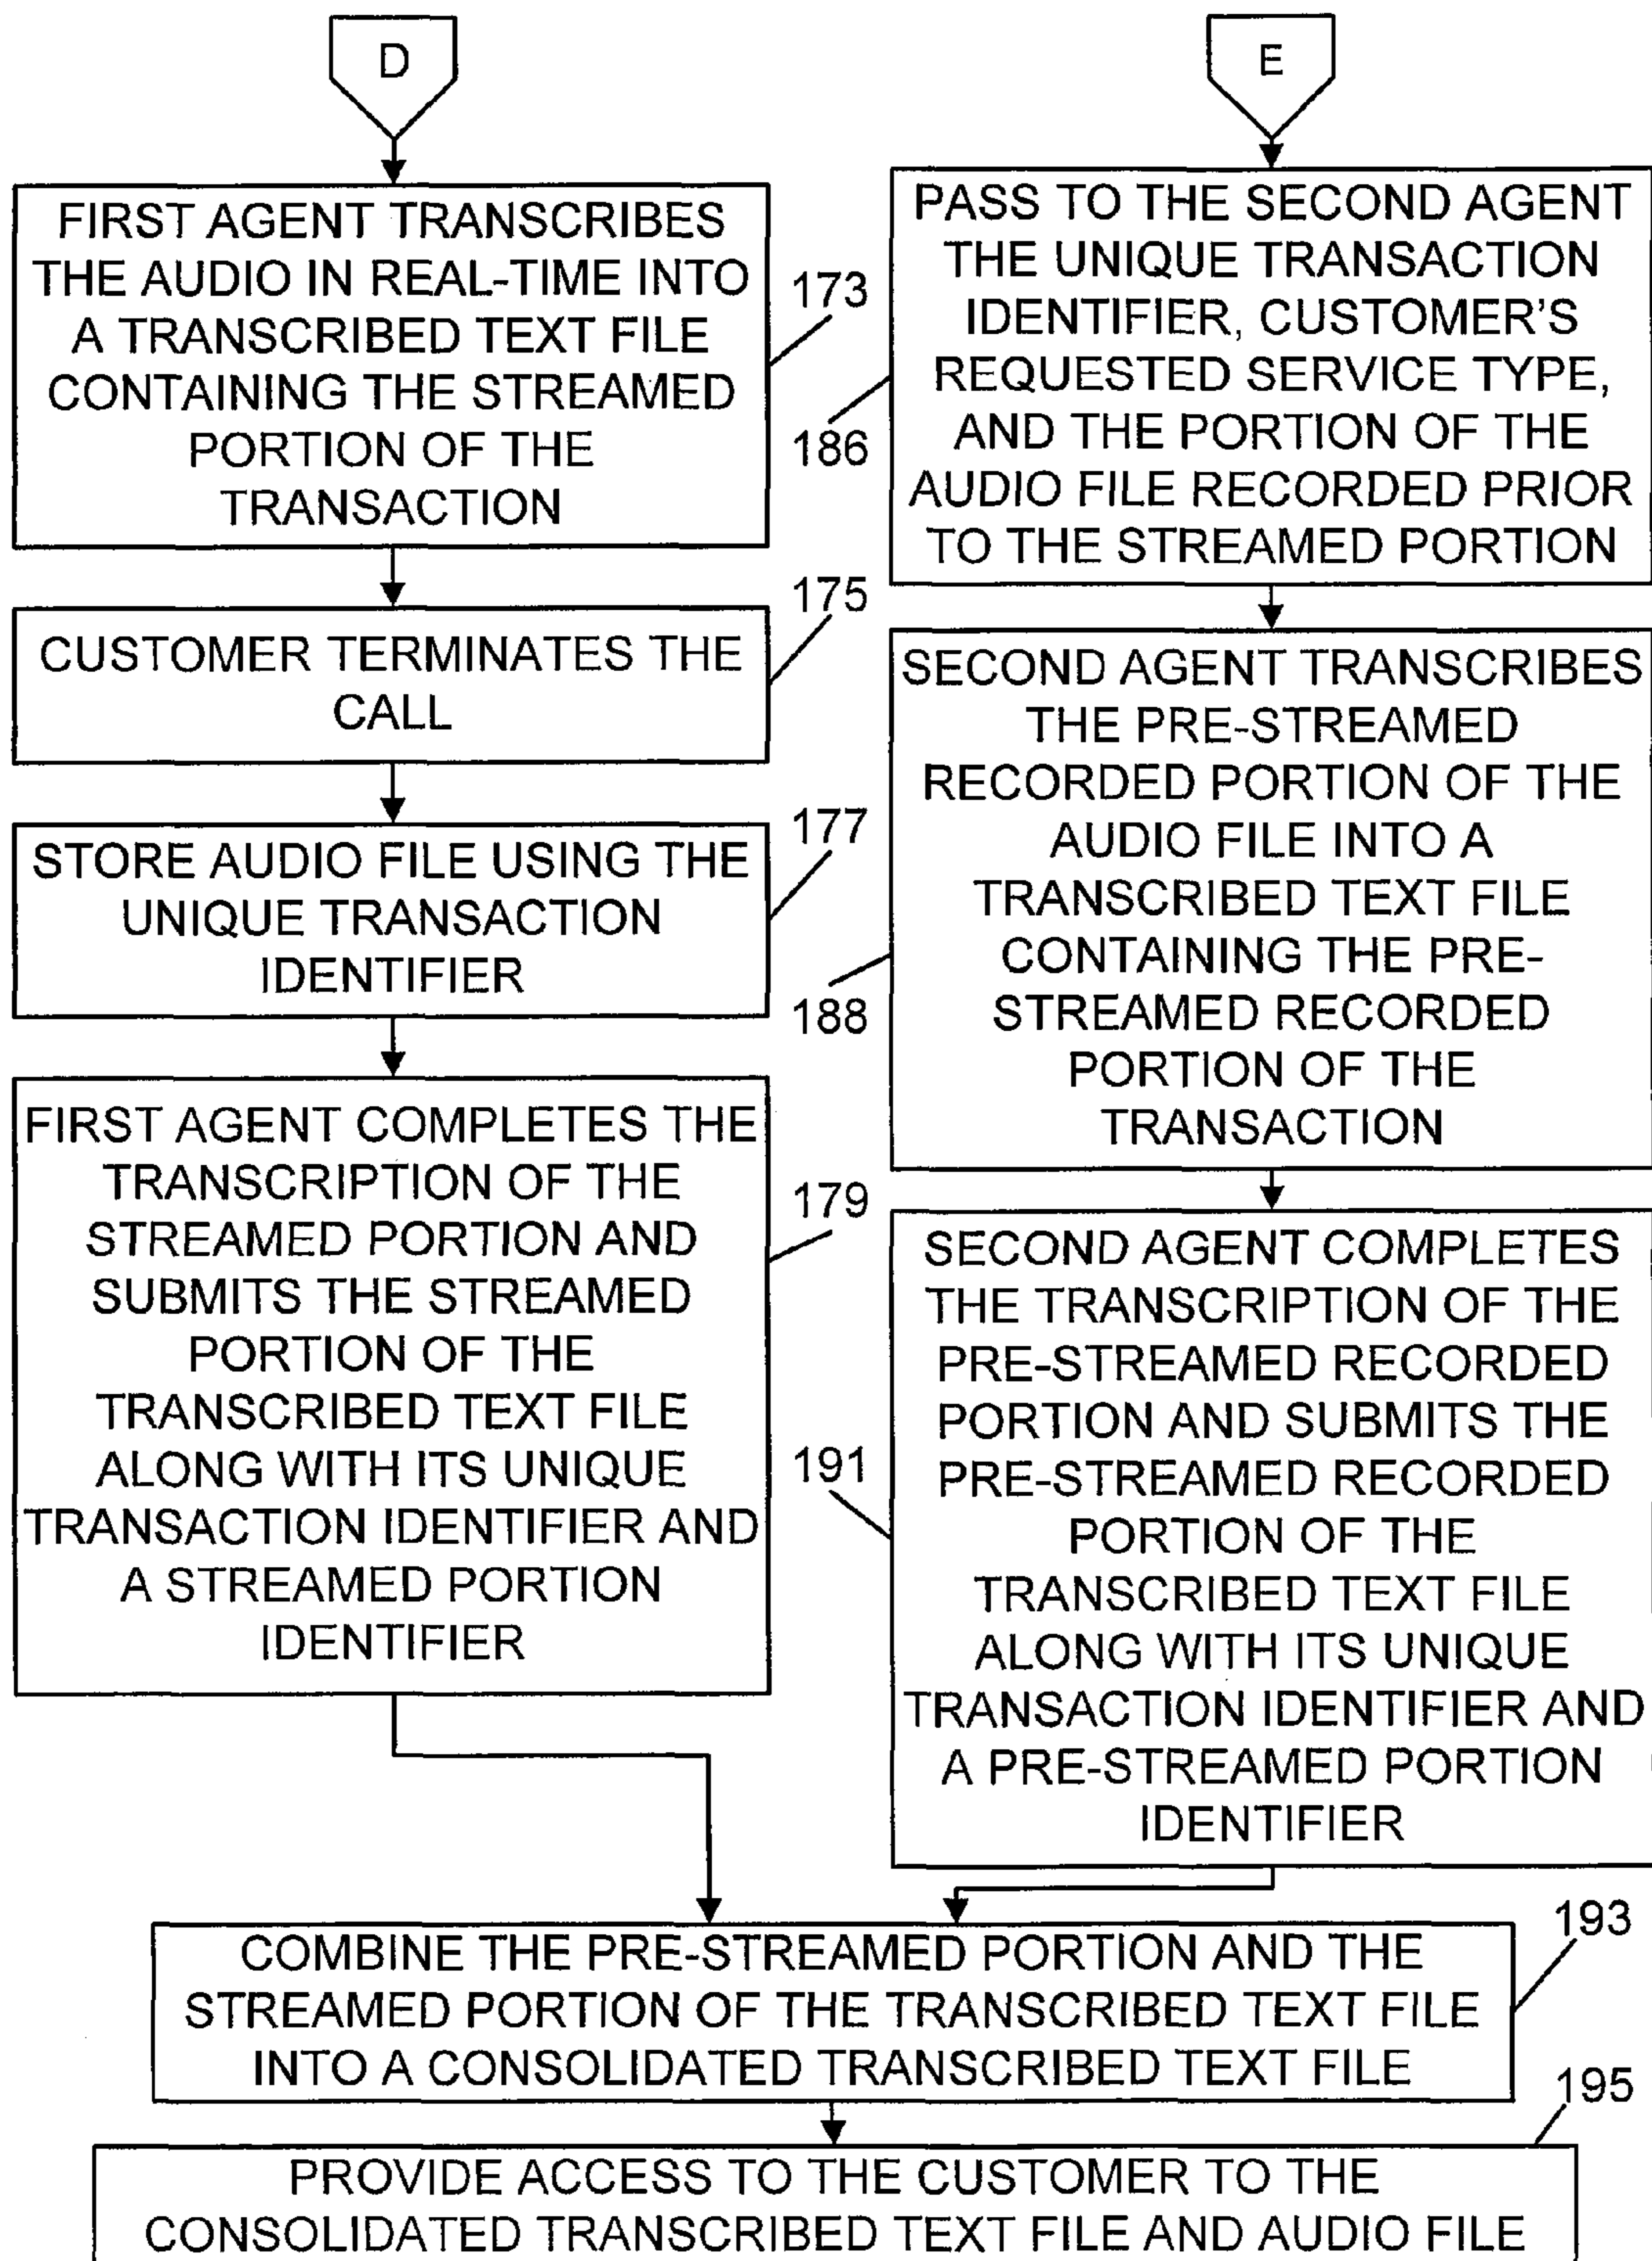 D
FIRST AGENT TRANSCRIBES
THE AUDIO IN REAL-TIME INTO
A TRANSCRIBED TEXT FILE
CONTAINING THE STREAMED
PORTION OF THE
TRANSACTION
173
CUSTOMER TERMINATES THE
CALL
175
STORE AUDIO FILE USING THE
UNIQUE TRANSACTION
IDENTIFIER
177
FIRST AGENT COMPLETES THE
TRANSCRIPTION OF THE
STREAMED PORTION AND
SUBMITS THE STREAMED
PORTION OF THE
TRANSCRIBED TEXT FILE
ALONG WITH ITS UNIQUE
TRANSACTION IDENTIFIER AND
A STREAMED PORTION
IDENTIFIER
179
E
PASS TO THE SECOND AGENT
THE UNIQUE TRANSACTION
IDENTIFIER, CUSTOMER'S
REQUESTED SERVICE TYPE,
AND THE PORTION OF THE
AUDIO FILE RECORDED PRIOR
TO THE STREAMED PORTION
186
SECOND AGENT TRANSCRIBES
THE PRE-STREAMED
RECORDED PORTION OF THE
AUDIO FILE INTO A
TRANSCRIBED TEXT FILE
CONTAINING THE PRE-
STREAMED RECORDED
PORTION OF THE
TRANSACTION
188
SECOND AGENT COMPLETES
THE TRANSCRIPTION OF THE
PRE-STREAMED RECORDED
PORTION AND SUBMITS THE
PRE-STREAMED RECORDED
PORTION OF THE
TRANSCRIBED TEXT FILE
ALONG WITH ITS UNIQUE
TRANSACTION IDENTIFIER AND
A PRE-STREAMED PORTION
IDENTIFIER
191
COMBINE THE PRE-STREAMED PORTION AND THE
STREAMED PORTION OF THE TRANSCRIBED TEXT FILE
INTO A CONSOLIDATED TRANSCRIBED TEXT FILE
193
PROVIDE ACCESS TO THE CUSTOMER TO THE
CONSOLIDATED TRANSCRIBED TEXT FILE AND AUDIO FILE
195